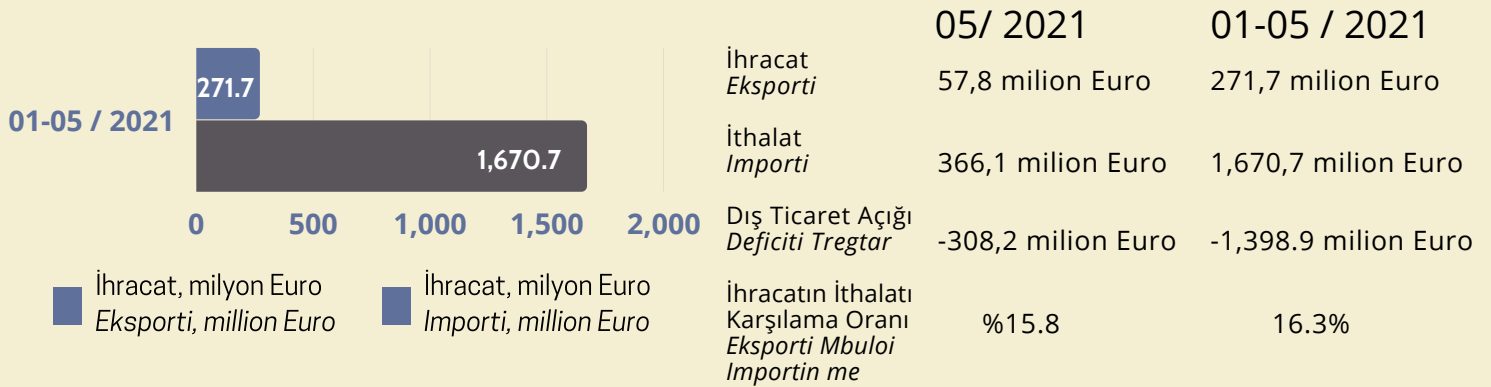 271.7
01-05 / 2021
1,670.7
0 500 1,000 1,500 2,000
İhracat, milyon Euro
Eksporti, million Euro
İhracat, milyon Euro
Importi, million Euro
05/ 2021 01-05 / 2021
İhracat
Eksporti
57,8 milion Euro 271,7 milion Euro
İthalat
Importi
366,1 milion Euro 1,670,7 milion Euro
Dış Ticaret Açığı
Deficiti Tregtar
-308,2 milion Euro -1,398.9 milion Euro
İhracatın İthalatı
Karşılama Oranı
Eksporti Mbuloi
Importin me
%15.8 16.3%